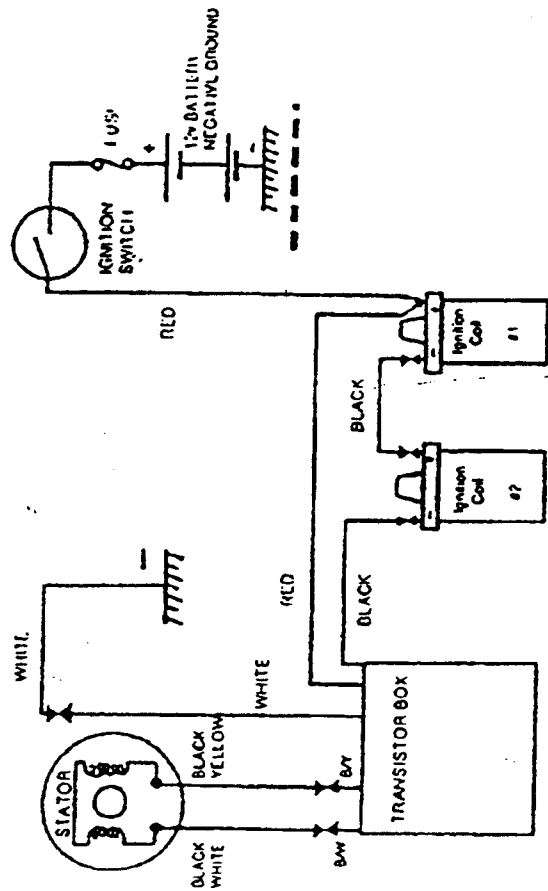 FUSE
+
12v BATTERY
NEGATIVE GROUND
-
IGNITION
SWITCH
RED
Ignition
Coil
#1
-
BLACK
Ignition
Coil
#2
-
BLACK
RED
WHITE
-
WHITE
STATOR
BLACK
YELLOW
BLACK
WHITE
B/Y
B/W
TRANSISTOR BOX